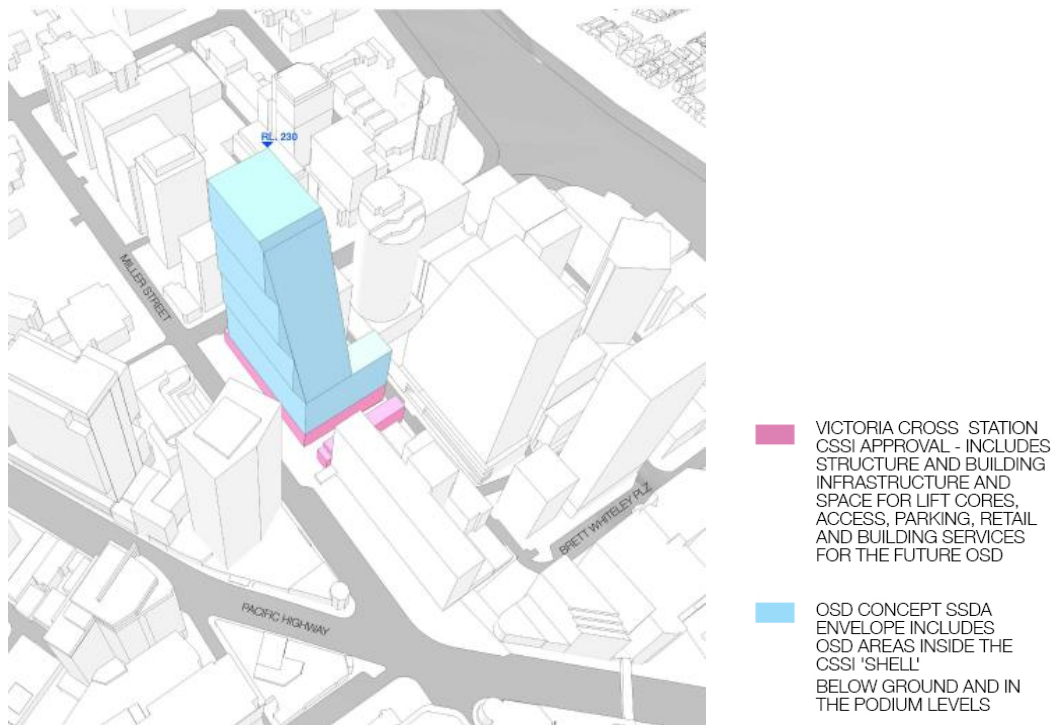 RL. 230
MILLER STREET
BRETT WHITELEY PLZ
PACIFIC HIGHWAY
VICTORIA CROSS STATION
CSSI APPROVAL - INCLUDES
STRUCTURE AND BUILDING
INFRASTRUCTURE AND
SPACE FOR LIFT CORES,
ACCESS, PARKING, RETAIL
AND BUILDING SERVICES
FOR THE FUTURE OSD
OSD CONCEPT SSDA
ENVELOPE INCLUDES
OSD AREAS INSIDE THE
CSSI 'SHELL'
BELOW GROUND AND IN
THE PODIUM LEVELS